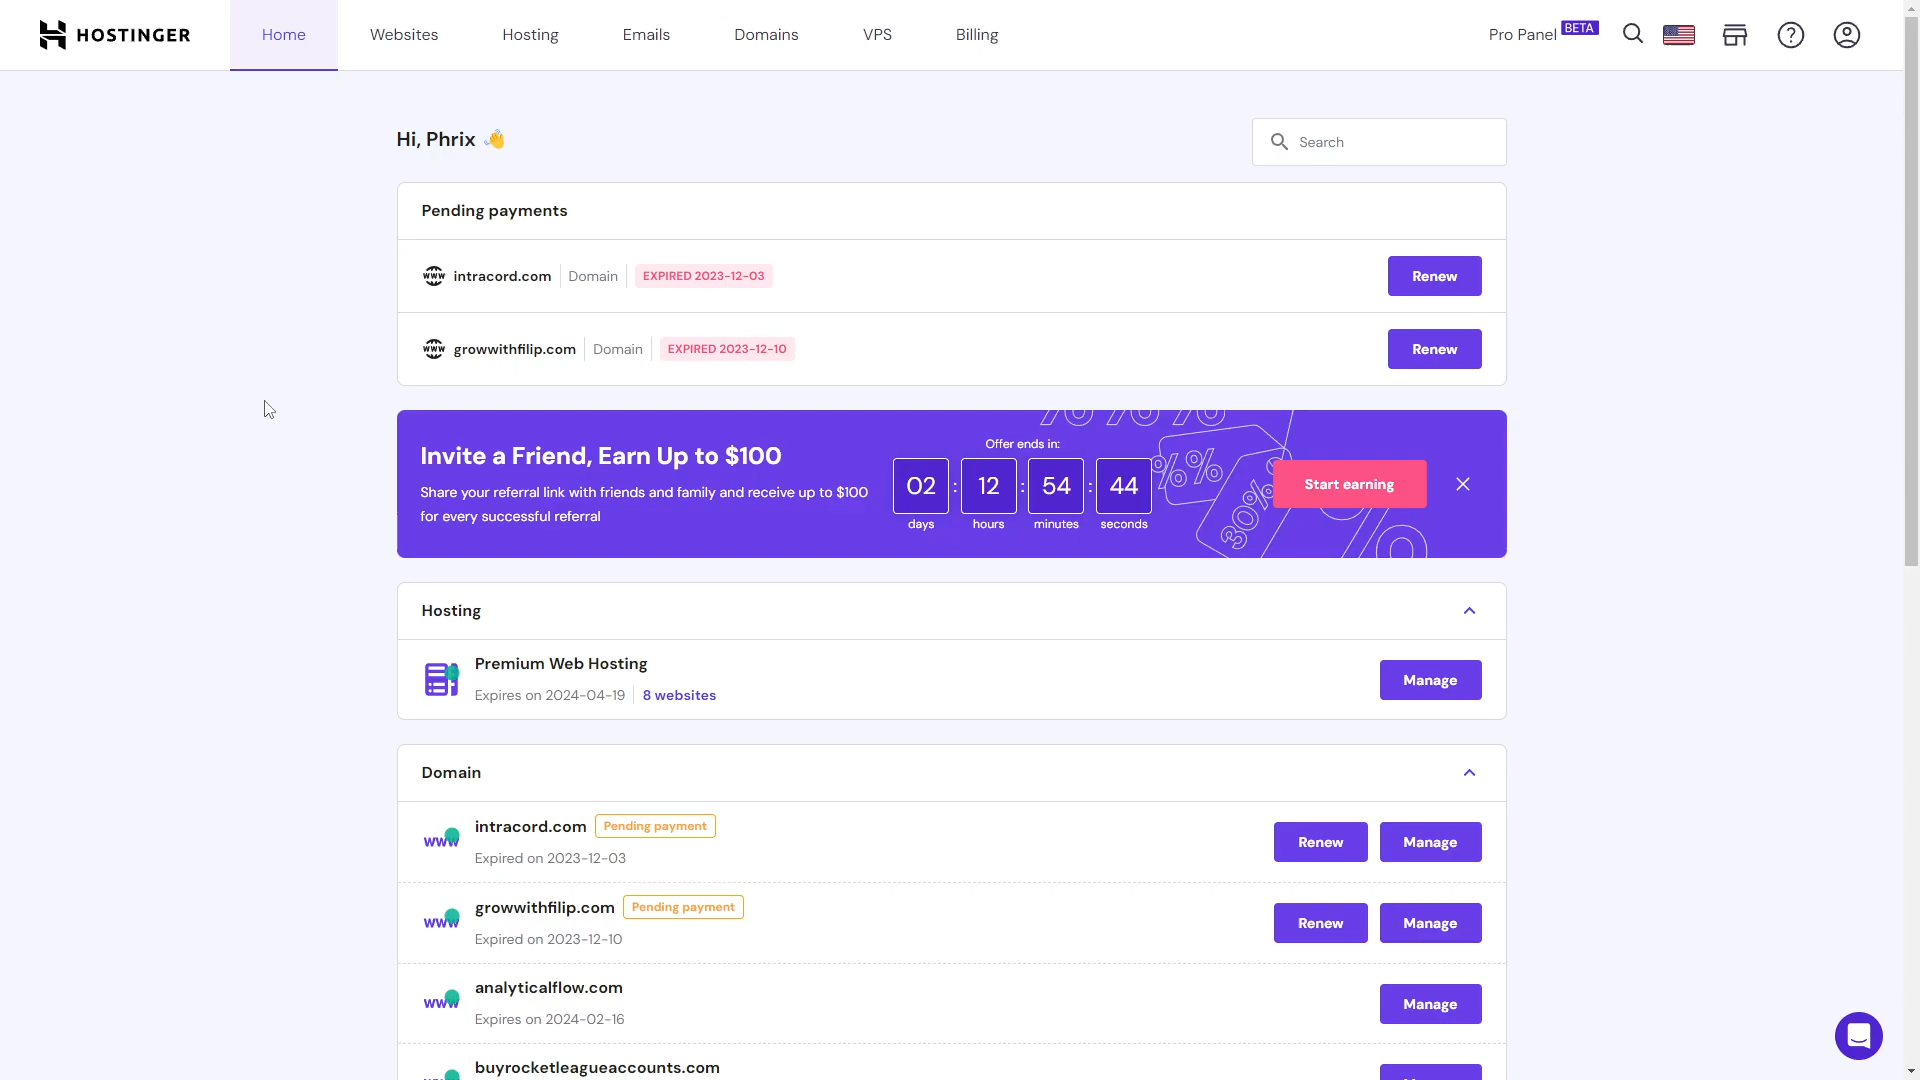 HOSTINGER
Home
Websites
Hosting
Emails
Domains
VPS
Billing
Pro Panel BETA
Hi, Phrix 👋
Search
Pending payments
intracord.com Domain EXPIRED 2023-12-03 Renew
growwithfilip.com Domain EXPIRED 2023-12-10 Renew
Invite a Friend, Earn Up to $100
Share your referral link with friends and family and receive up to $100
for every successful referral
Offer ends in:
02 : 12 : 54 : 44
days hours minutes seconds
30%
Start earning
Hosting
Premium Web Hosting
Expires on 2024-04-19 8 websites
Manage
Domain
intracord.com Pending payment
Expired on 2023-12-03
Renew Manage
growwithfilip.com Pending payment
Expired on 2023-12-10
Renew Manage
analyticalflow.com
Expires on 2024-02-16
Manage
buyrocketleagueaccounts.com